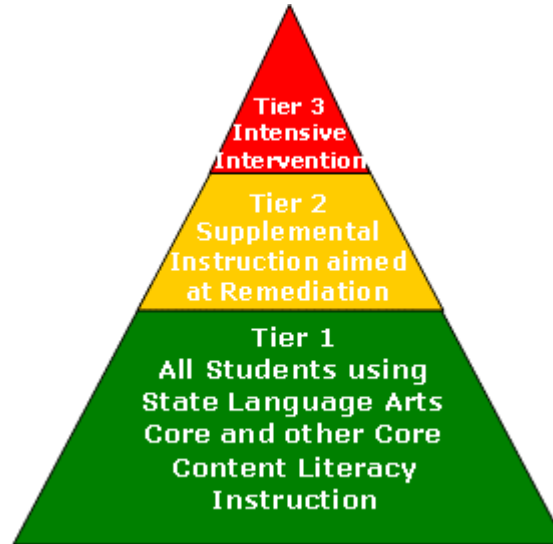 Tier 3
Intensive
Intervention
Tier 2
Supplemental
Instruction aimed
at Remediation
Tier 1
All Students using
State Language Arts
Core and other Core
Content Literacy
Instruction